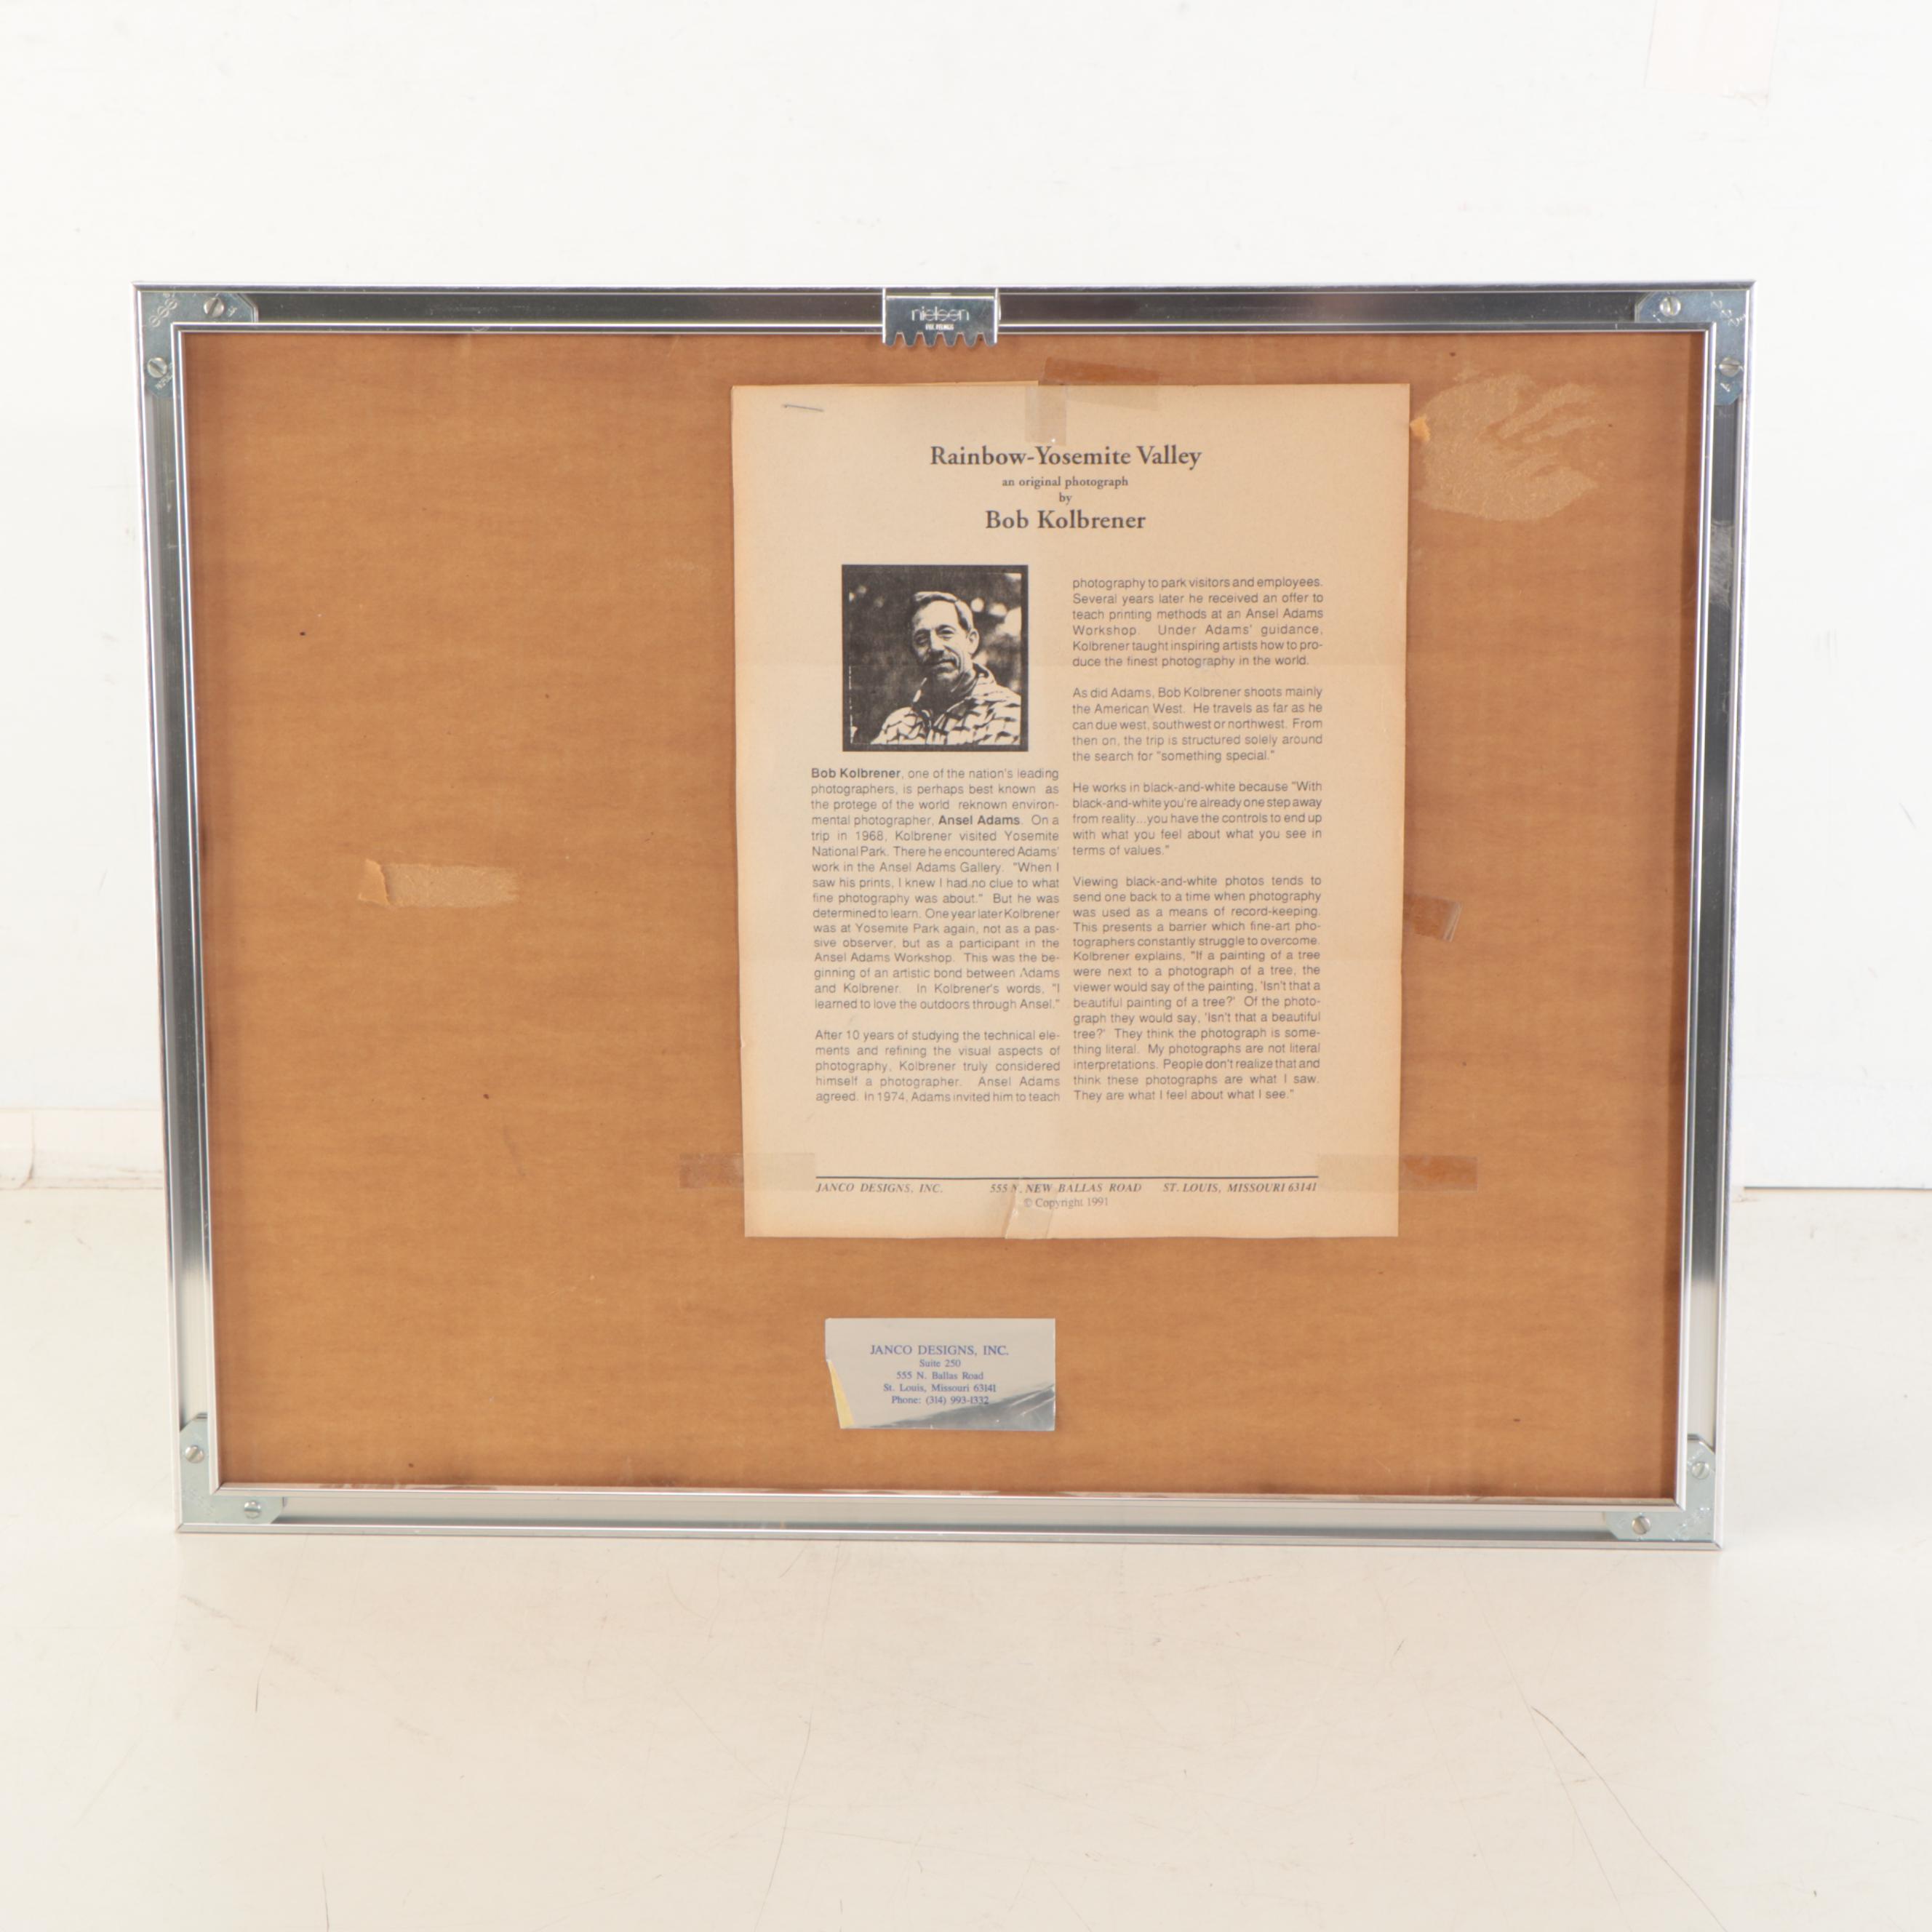 nielsen
Rainbow-Yosemite Valley
an original photograph
by
Bob Kolbrener
Bob Kolbrener, one of the nation's leading
photographers, is perhaps best known as
the protege of the world reknown environ-
mental photographer, Ansel Adams. On a
trip in 1968, Kolbrener visited Yosemite
National Park. There he encountered Adams'
work in the Ansel Adams Gallery. "When I
saw his prints, I knew I had no clue to what
fine photography was about." But he was
determined to learn. One year later Kolbrener
was at Yosemite Park again, not as a pas-
sive observer, but as a participant in the
Ansel Adams Workshop. This was the be-
ginning of an artistic bond between Adams
and Kolbrener. In Kolbrener's words, "I
learned to love the outdoors through Ansel."
After 10 years of studying the technical ele-
ments and refining the visual aspects of
photography, Kolbrener truly considered
himself a photographer. Ansel Adams
agreed. In 1974, Adams invited him to teach
photography to park visitors and employees.
Several years later he received an offer to
teach printing methods at an Ansel Adams
Workshop. Under Adams' guidance,
Kolbrener taught inspiring artists how to pro-
duce the finest photography in the world.
As did Adams, Bob Kolbrener shoots mainly
the American West. He travels as far as he
can due west, southwest or northwest. From
then on, the trip is structured solely around
the search for "something special."
He works in black-and-white because "With
black-and-white you're already one step away
from reality...you have the controls to end up
with what you feel about what you see in
terms of values."
Viewing black-and-white photos tends to
send one back to a time when photography
was used as a means of record-keeping.
This presents a barrier which fine-art pho-
tographers constantly struggle to overcome.
Kolbrener explains, "If a painting of a tree
were next to a photograph of a tree, the
viewer would say of the painting, 'Isn't that a
beautiful painting of a tree?' Of the photo-
graph they would say, 'Isn't that a beautiful
tree?' They think the photograph is some-
thing literal. My photographs are not literal
interpretations. People don't realize that and
think these photographs are what I saw.
They are what I feel about what I see."
JANCO DESIGNS, INC. 555 N. NEW BALLAS ROAD ST. LOUIS, MISSOURI 63141
© Copyright 1991
JANCO DESIGNS, INC.
Suite 250
555 N. Ballas Road
St. Louis, Missouri 63141
Phone: (314) 993-1332